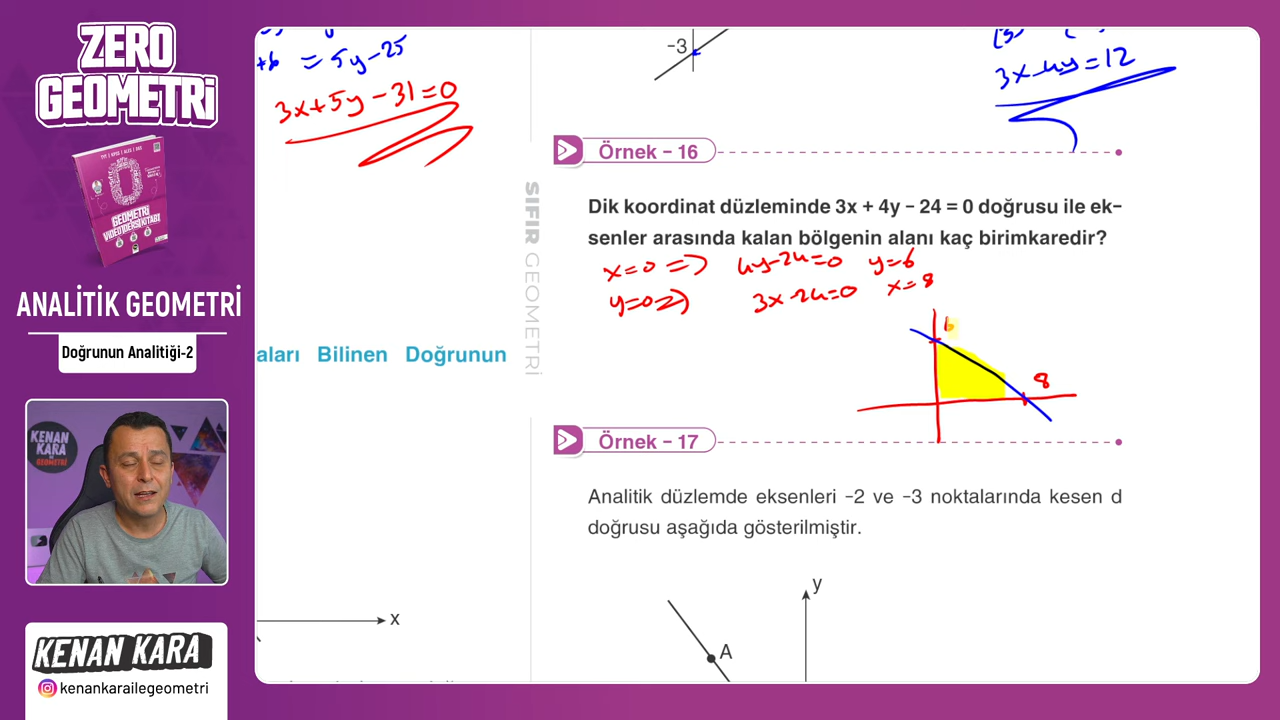 ZERO
GEOMETRİ
GEOMETRİ
VİDEO DERS KİTABI
ANALİTİK GEOMETRİ
Doğrunun Analitiği-2
KENAN
KARA
GEOMETRİ
KENAN KARA
kenankarailegeometri
+6 = 5y-25
3x+5y-31=0
aları Bilinen Doğrunun
x
SIFIR GEOMETRİ
-3
3x-4y=12
Örnek – 16
Dik koordinat düzleminde 3x + 4y – 24 = 0 doğrusu ile ek-
senler arasında kalan bölgenin alanı kaç birimkaredir?
x=0 => 4y-24=0 y=6
y=0 => 3x-24=0 x=8
6
8
Örnek – 17
Analitik düzlemde eksenleri –2 ve –3 noktalarında kesen d
doğrusu aşağıda gösterilmiştir.
y
A